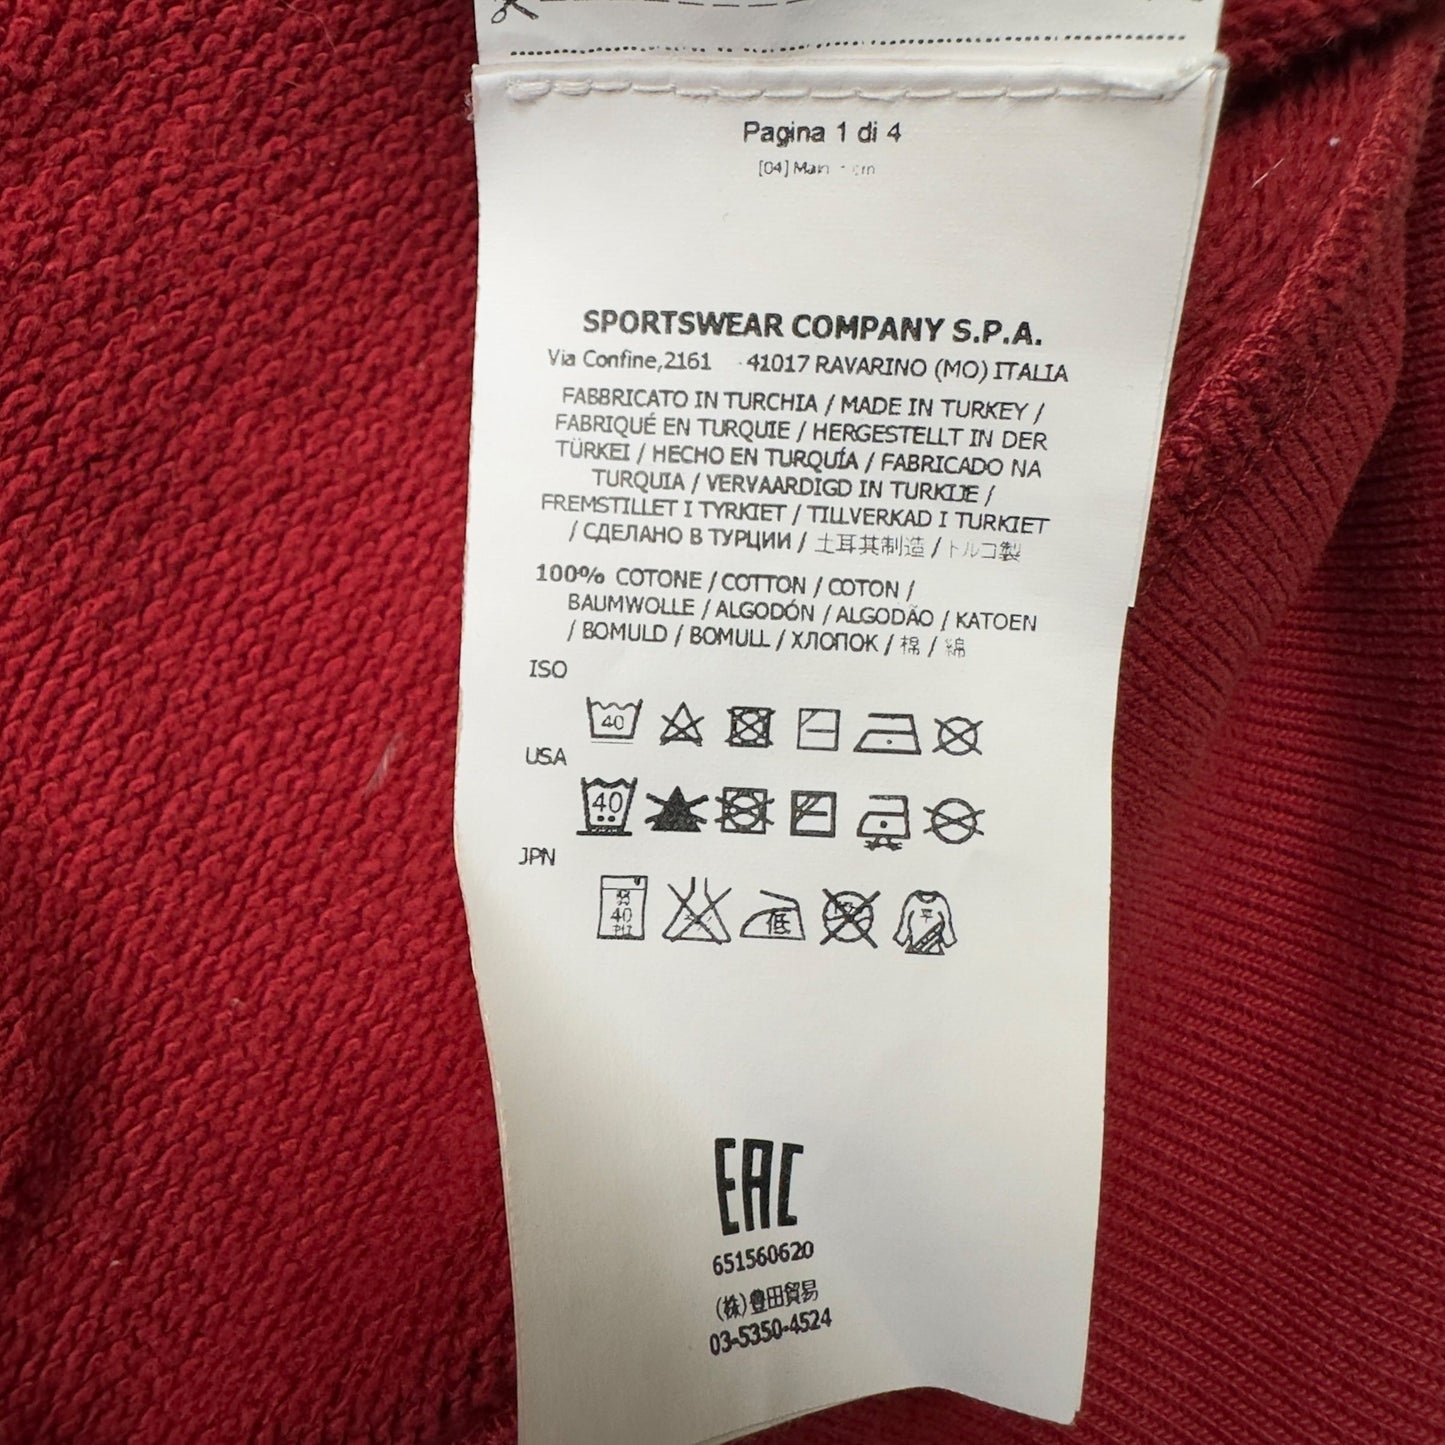 Pagina 1 di 4
[04] Main
SPORTSWEAR COMPANY S.P.A.
Via Confine,2161 - 41017 RAVARINO (MO) ITALIA
FABBRICATO IN TURCHIA / MADE IN TURKEY /
FABRIQUÉ EN TURQUIE / HERGESTELLT IN DER
TÜRKEI / HECHO EN TURQUÍA / FABRICADO NA
TURQUIA / VERVAARDIGD IN TURKIJE /
FREMSTILLET I TYRKIET / TILLVERKAD I TURKIET
/ СДЕЛАНО В ТУРЦИИ / 土耳其制造 / トルコ製
100% COTONE / COTTON / COTON /
BAUMWOLLE / ALGODÓN / ALGODÃO / KATOEN
/ BOMULD / BOMULL / ХЛОПОК / 棉 / 綿
ISO
40
USA
40
JPN
40
低
平
EAC
651560620
(株)豊田貿易
03-5350-4524